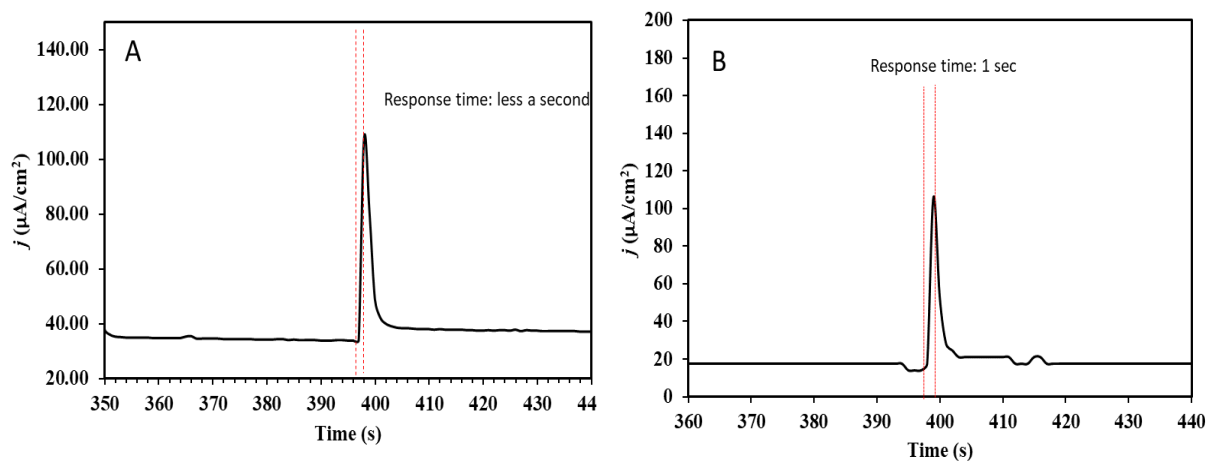 A
Response time: less a second
j (µA/cm²)
140.00
120.00
100.00
80.00
60.00
40.00
20.00
350 360 370 380 390 400 410 420 430 44
Time (s)
B
Response time: 1 sec
j (µA/cm²)
200
180
160
140
120
100
80
60
40
20
0
360 370 380 390 400 410 420 430 440
Time (s)